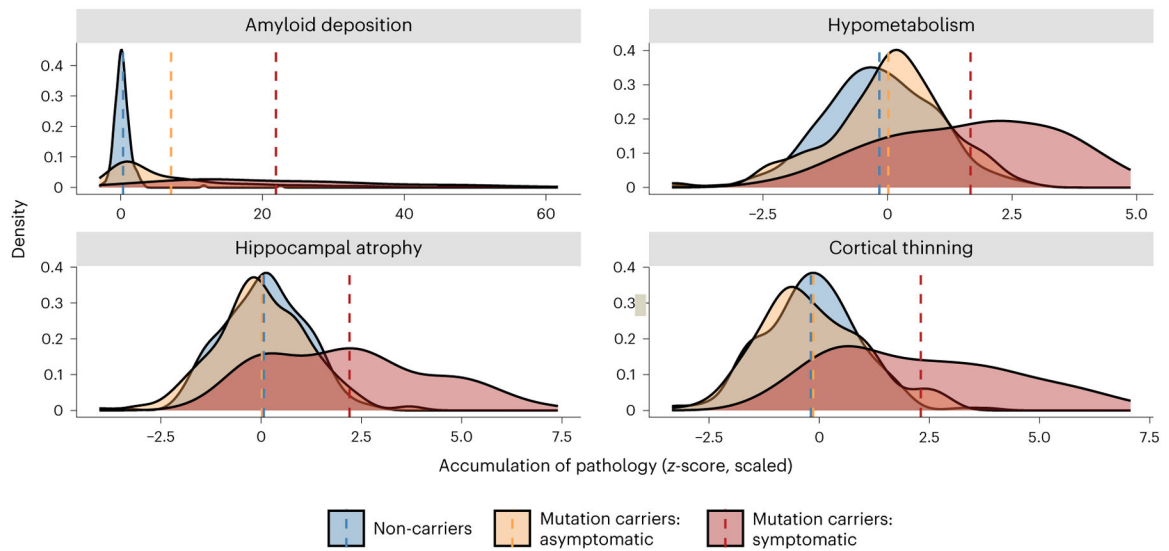 Amyloid deposition
Hypometabolism
0.4
0.3
0.2
0.1
0
0 20 40 60
0.4
0.3
0.2
0.1
0
−2.5 0 2.5 5.0
Density
Hippocampal atrophy
Cortical thinning
0.4
0.3
0.2
0.1
0
−2.5 0 2.5 5.0 7.5
0.4
0.3
0.2
0.1
0
−2.5 0 2.5 5.0 7.5
Accumulation of pathology (z-score, scaled)
Non-carriers
Mutation carriers:
asymptomatic
Mutation carriers:
symptomatic